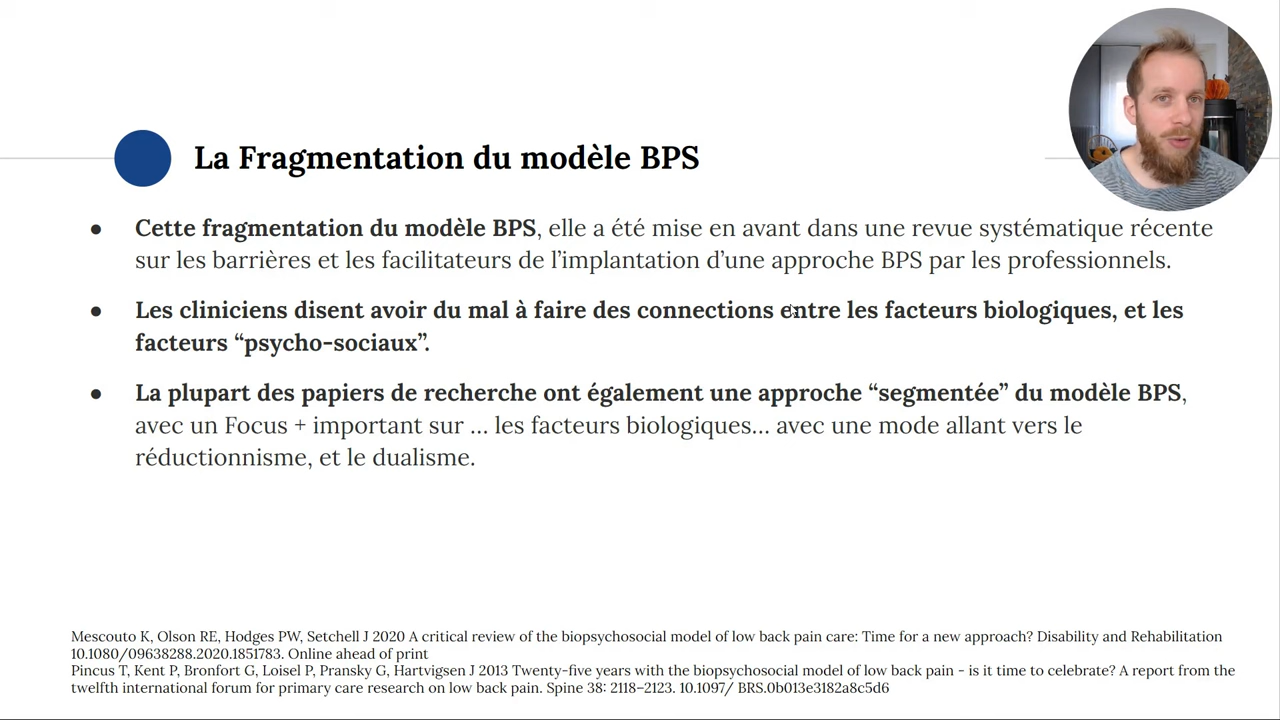 La Fragmentation du modèle BPS
● Cette fragmentation du modèle BPS, elle a été mise en avant dans une revue systématique récente
sur les barrières et les facilitateurs de l’implantation d’une approche BPS par les professionnels.
● Les cliniciens disent avoir du mal à faire des connections entre les facteurs biologiques, et les
facteurs “psycho-sociaux”.
● La plupart des papiers de recherche ont également une approche “segmentée” du modèle BPS,
avec un Focus + important sur … les facteurs biologiques… avec une mode allant vers le
réductionnisme, et le dualisme.
Mescouto K, Olson RE, Hodges PW, Setchell J 2020 A critical review of the biopsychosocial model of low back pain care: Time for a new approach? Disability and Rehabilitation
10.1080/09638288.2020.1851783. Online ahead of print
Pincus T, Kent P, Bronfort G, Loisel P, Pransky G, Hartvigsen J 2013 Twenty-five years with the biopsychosocial model of low back pain - is it time to celebrate? A report from the
twelfth international forum for primary care research on low back pain. Spine 38: 2118–2123. 10.1097/ BRS.0b013e3182a8c5d6